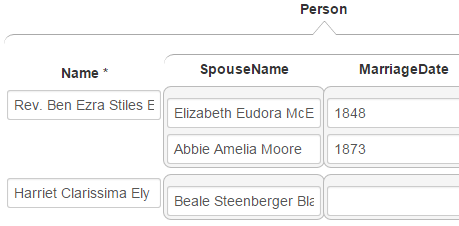 Person
Name *
SpouseName
MarriageDate
Rev. Ben Ezra Stiles E
Elizabeth Eudora McE
1848
Abbie Amelia Moore
1873
Harriet Clarissima Ely
Beale Steenberger Bla